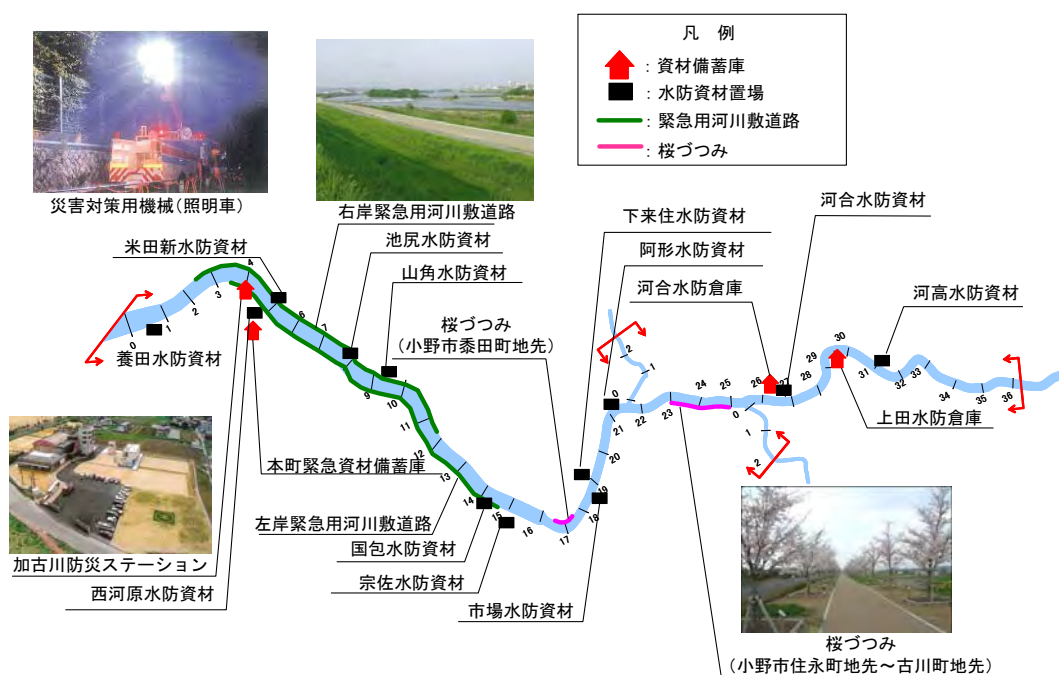 凡 例
：資材備蓄庫
：水防資材置場
：緊急用河川敷道路
：桜づつみ
災害対策用機械（照明車）
右岸緊急用河川敷道路
米田新水防資材
池尻水防資材
山角水防資材
桜づつみ
（小野市黍田町地先）
下来住水防資材
阿形水防資材
河合水防倉庫
河合水防資材
河高水防資材
養田水防資材
上田水防倉庫
本町緊急資材備蓄庫
左岸緊急用河川敷道路
国包水防資材
宗佐水防資材
市場水防資材
加古川防災ステーション
西河原水防資材
桜づつみ
（小野市住永町地先～古川町地先）
0
1
2
3
4
6
7
9
10
11
12
13
14
15
16
17
18
19
20
21
22
23
24
25
26
27
28
29
30
31
32
33
34
35
36
0
1
2
0
1
2